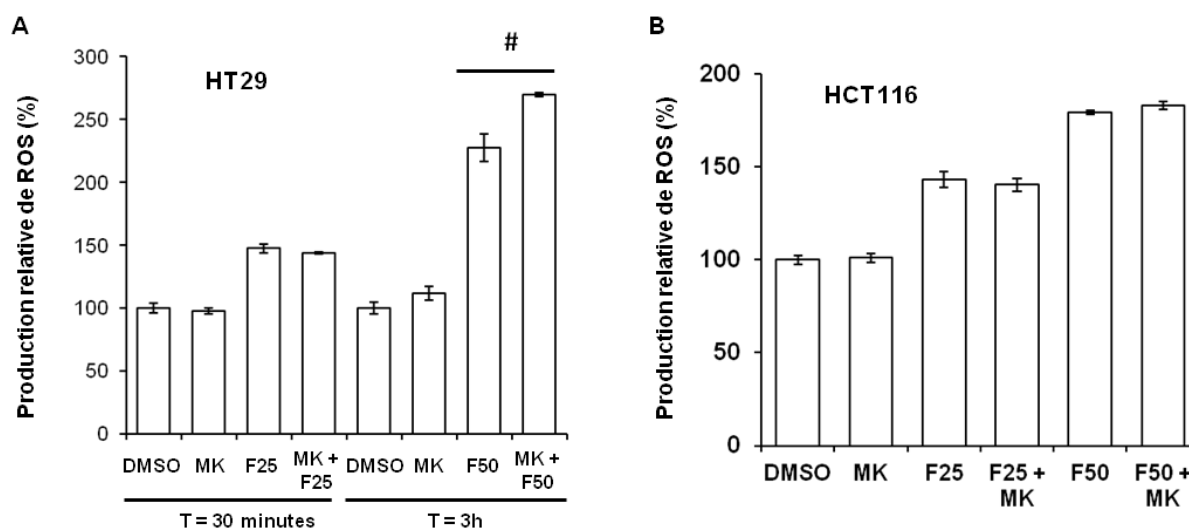 A
HT29
#
Production relative de ROS (%)
300
250
200
150
100
50
0
DMSO MK F25 MK + F25 DMSO MK F50 MK + F50
T = 30 minutes T = 3h
B
HCT116
Production relative de ROS (%)
200
150
100
50
0
DMSO MK F25 F25 + MK F50 F50 + MK